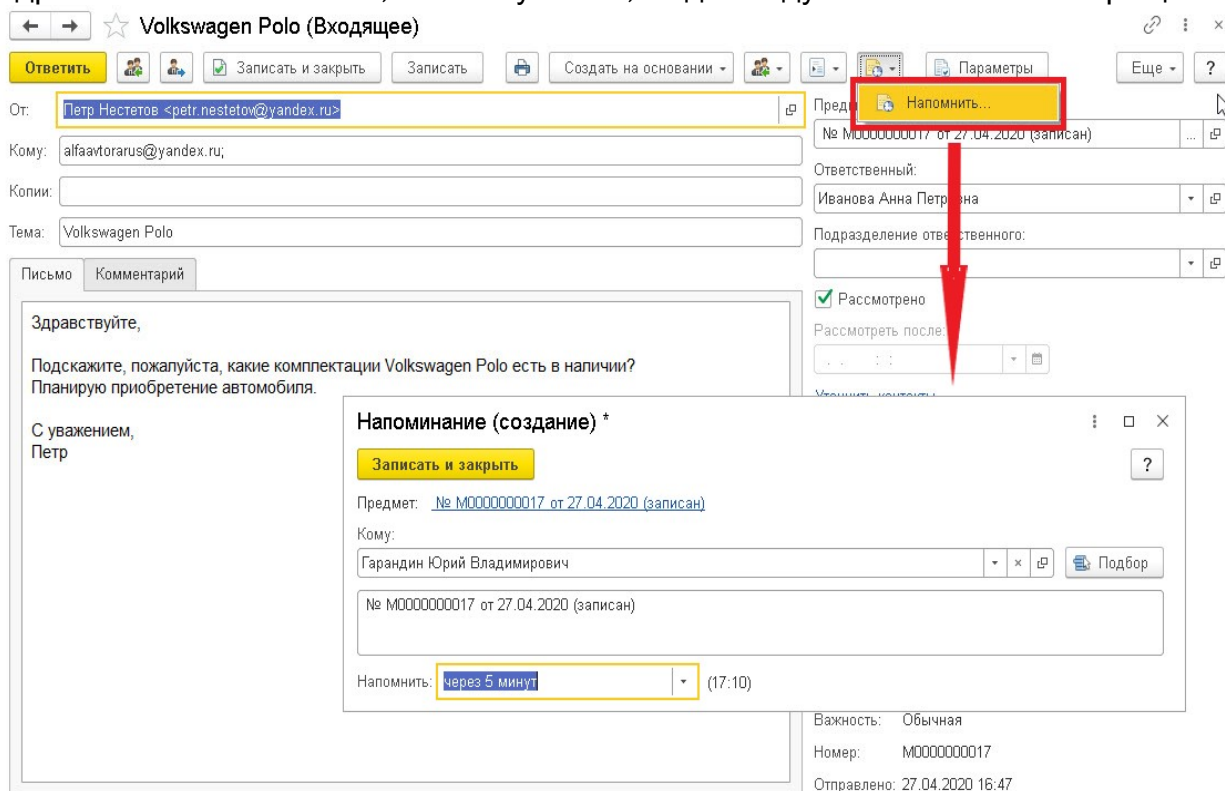 Volkswagen Polo (Входящее)
Ответить Записать и закрыть Записать Создать на основании Параметры Еще ?
Напомнить...
От: Петр Нестетов <petr.nestetov@yandex.ru>
№ М0000000017 от 27.04.2020 (записан) ...
Кому: alfaavtorarus@yandex.ru;
Ответственный:
Копии:
Иванова Анна Петровна
Тема: Volkswagen Polo
Подразделение ответственного:
Письмо Комментарий
Рассмотрено
Рассмотреть после:
Здравствуйте,
Подскажите, пожалуйста, какие комплектации Volkswagen Polo есть в наличии?
Планирую приобретение автомобиля.
С уважением,
Петр
Напоминание (создание) *
Записать и закрыть ?
Предмет: № М0000000017 от 27.04.2020 (записан)
Кому:
Гарандин Юрий Владимирович Подбор
№ М0000000017 от 27.04.2020 (записан)
Напомнить: через 5 минут (17:10)
Важность: Обычная
Номер: М0000000017
Отправлено: 27.04.2020 16:47